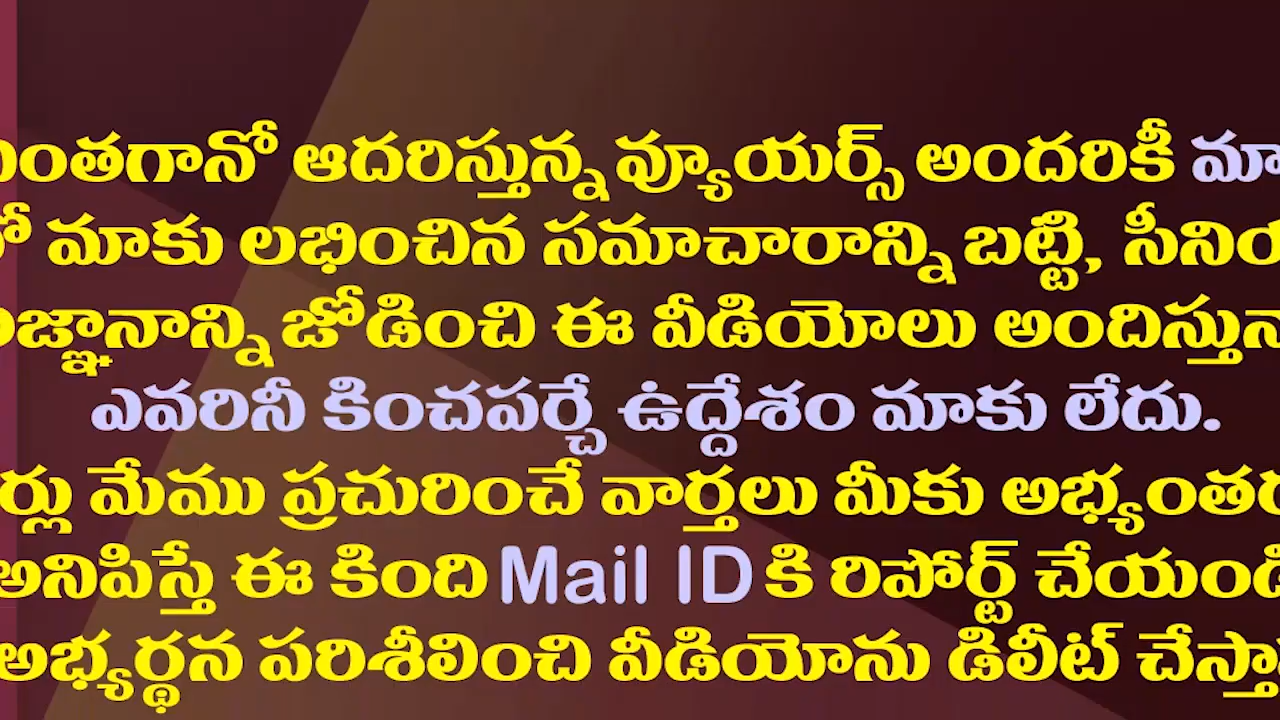 ఆదరిస్తున్న వ్యూయర్స్ అందరికీ మా
మాకు లభించిన సమాచారాన్ని బట్టి, సీనియ
జోడించి ఈ వీడియోలు అందిస్తున
ఎవరినీ కించపర్చే ఉద్దేశం మాకు లేదు.
మేము ప్రచురించే వార్తలు మీకు అభ్యంతర
అనిపిస్తే ఈ కింది Mail ID కి రిపోర్ట్ చేయండి
అభ్యర్థన పరిశీలించి వీడియోను డిలీట్ చేస్తా